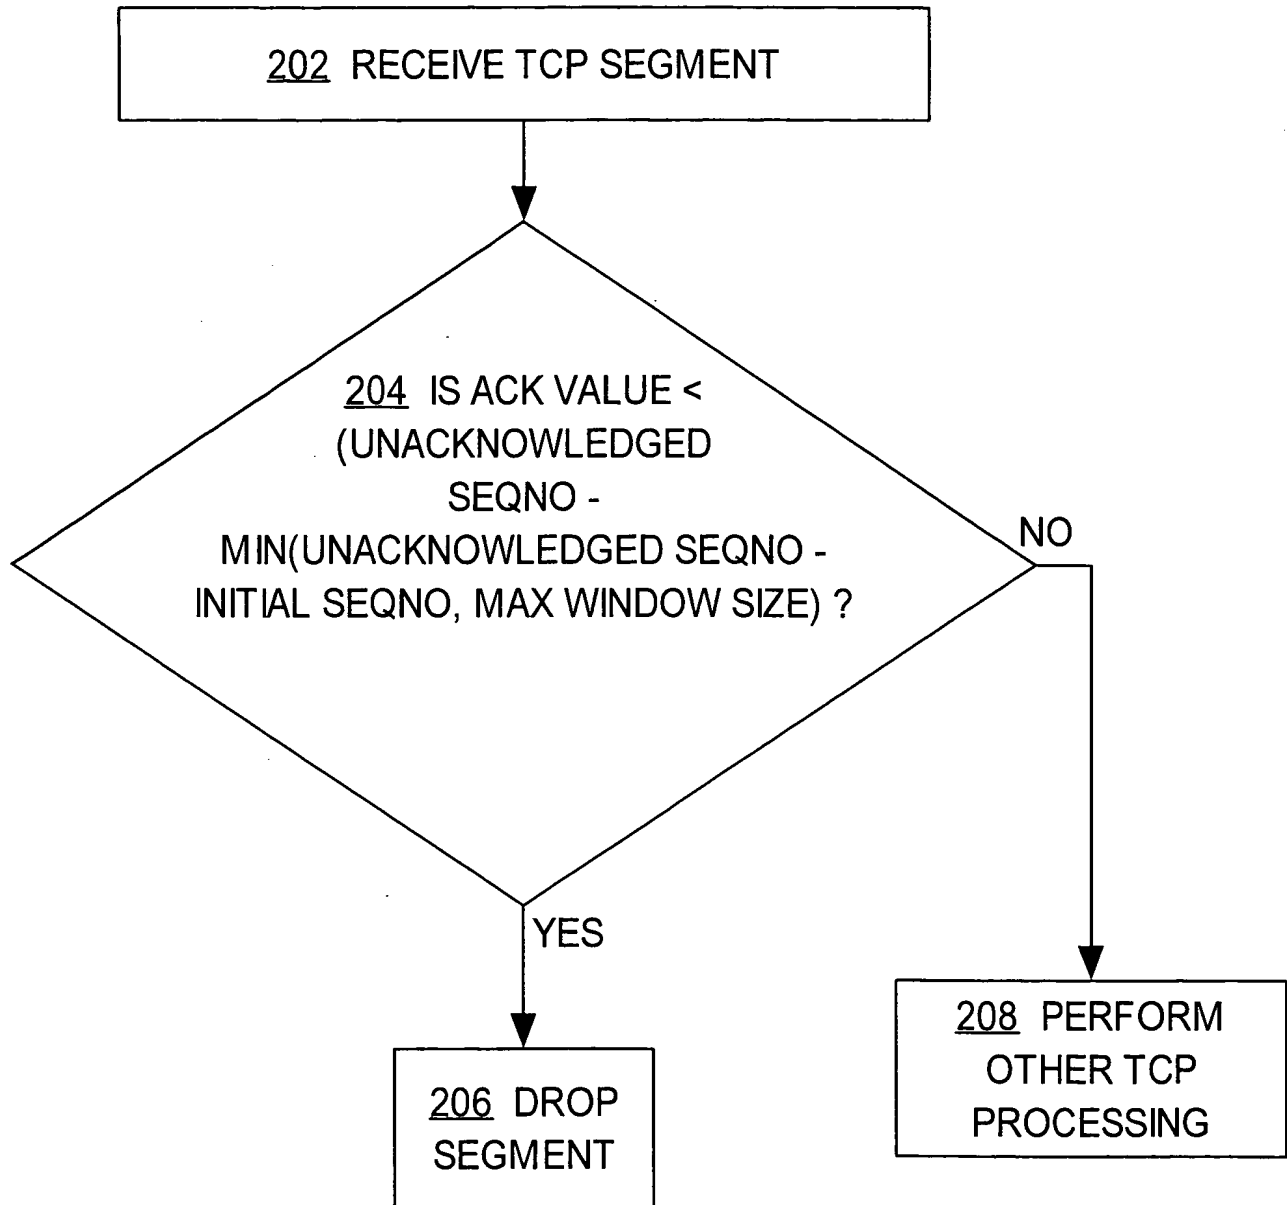 202 RECEIVE TCP SEGMENT
204 IS ACK VALUE <
(UNACKNOWLEDGED
SEQNO -
MIN(UNACKNOWLEDGED SEQNO -
INITIAL SEQNO, MAX WINDOW SIZE) ?
NO
YES
208 PERFORM
OTHER TCP
PROCESSING
206 DROP
SEGMENT